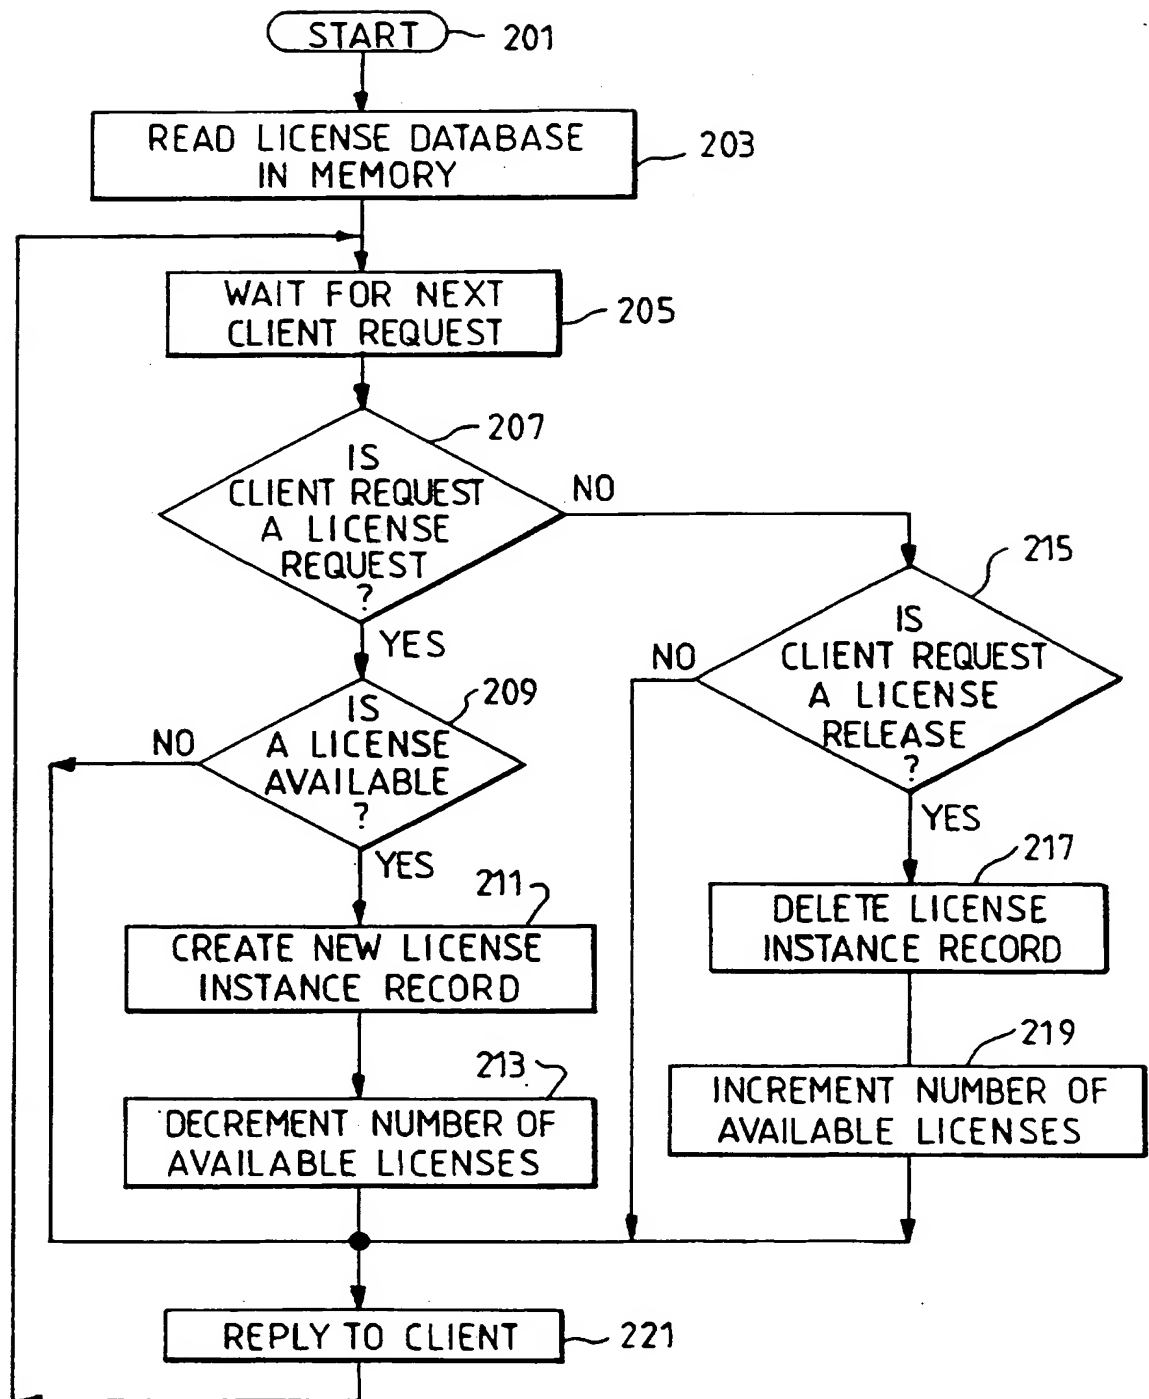 START
201
READ LICENSE DATABASE
IN MEMORY
203
WAIT FOR NEXT
CLIENT REQUEST
205
207
IS
CLIENT REQUEST
A LICENSE
REQUEST
?
NO
YES
215
IS
CLIENT REQUEST
A LICENSE
RELEASE
?
NO
YES
209
IS
A LICENSE
AVAILABLE
?
NO
YES
211
CREATE NEW LICENSE
INSTANCE RECORD
217
DELETE LICENSE
INSTANCE RECORD
213
DECREMENT NUMBER OF
AVAILABLE LICENSES
219
INCREMENT NUMBER OF
AVAILABLE LICENSES
REPLY TO CLIENT
221